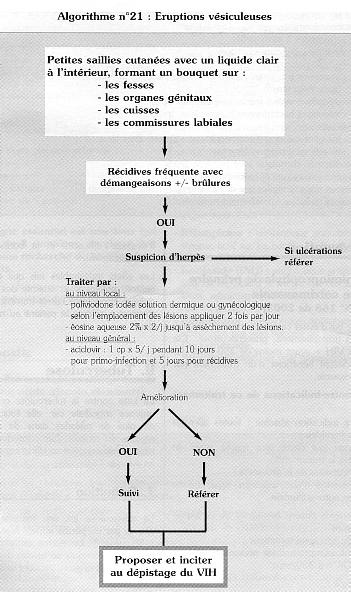 Algorithme n°21 : Eruptions vésiculeuses
Petites saillies cutanées avec un liquide clair
à l'intérieur, formant un bouquet sur :
- les fesses
- les organes génitaux
- les cuisses
- les commissures labiales
Récidives fréquente avec
démangeaisons +/- brûlures
OUI
Suspicion d'herpès
Si ulcérations
référer
Traiter par :
au niveau local :
- poliviodone iodée solution dermique ou gynécologique
selon l'emplacement des lésions appliquer 2 fois par jour
- éosine aqueuse 2% x 2/j jusqu'à assèchement des lésions.
au niveau général :
- aciclovir : 1 cp x 5/ j pendant 10 jours
pour primo-infection et 5 jours pour récidives
Amélioration
OUI
NON
Suivi
Référer
Proposer et inciter
au dépistage du VIH